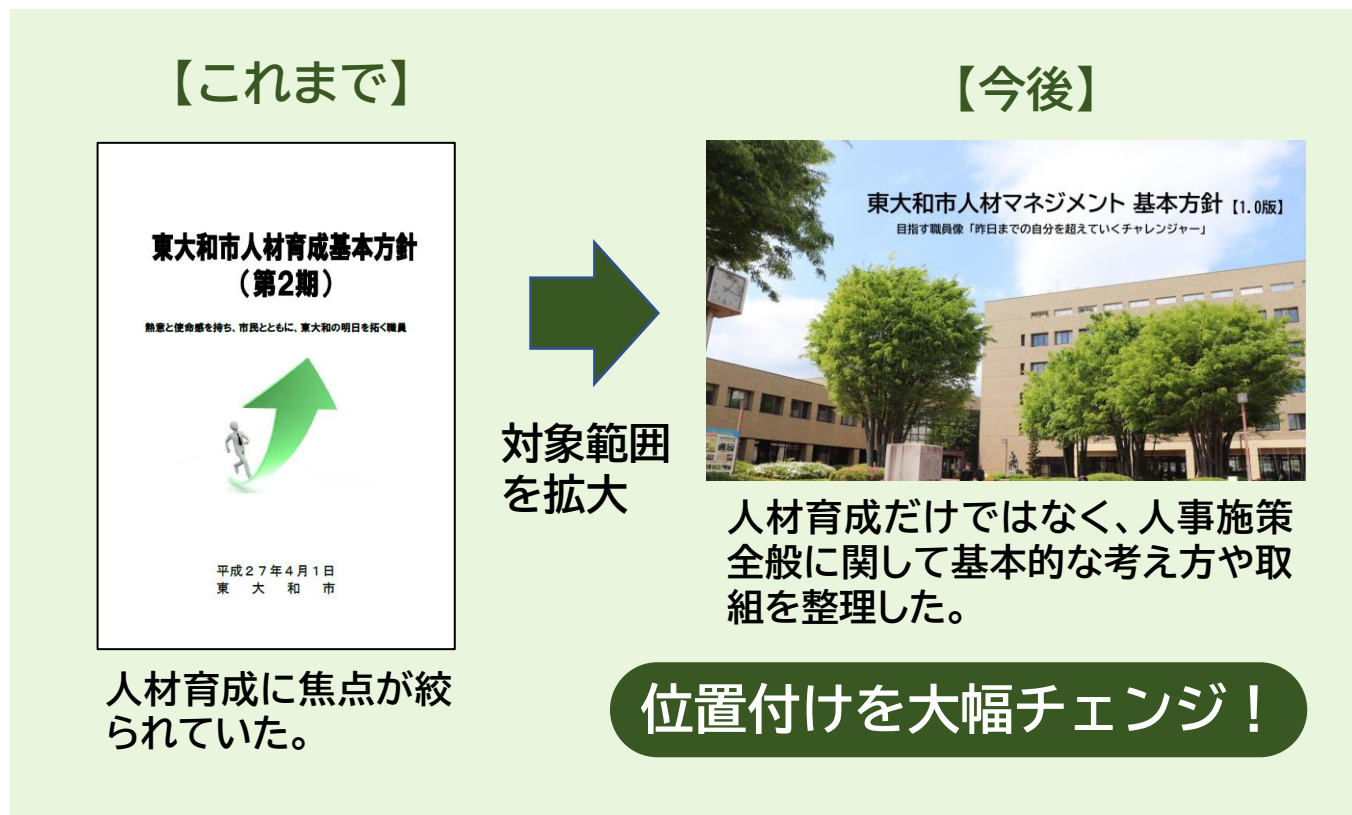 【これまで】
東大和市人材育成基本方針
（第2期）
熱意と使命感を持ち、市民とともに、東大和の明日を拓く職員
平成27年4月1日
東大和市
人材育成に焦点が絞
られていた。
対象範囲
を拡大
【今後】
東大和市人材マネジメント 基本方針【1.0版】
目指す職員像「昨日までの自分を超えていくチャレンジャー」
人材育成だけではなく、人事施策
全般に関して基本的な考え方や取
組を整理した。
位置付けを大幅チェンジ！